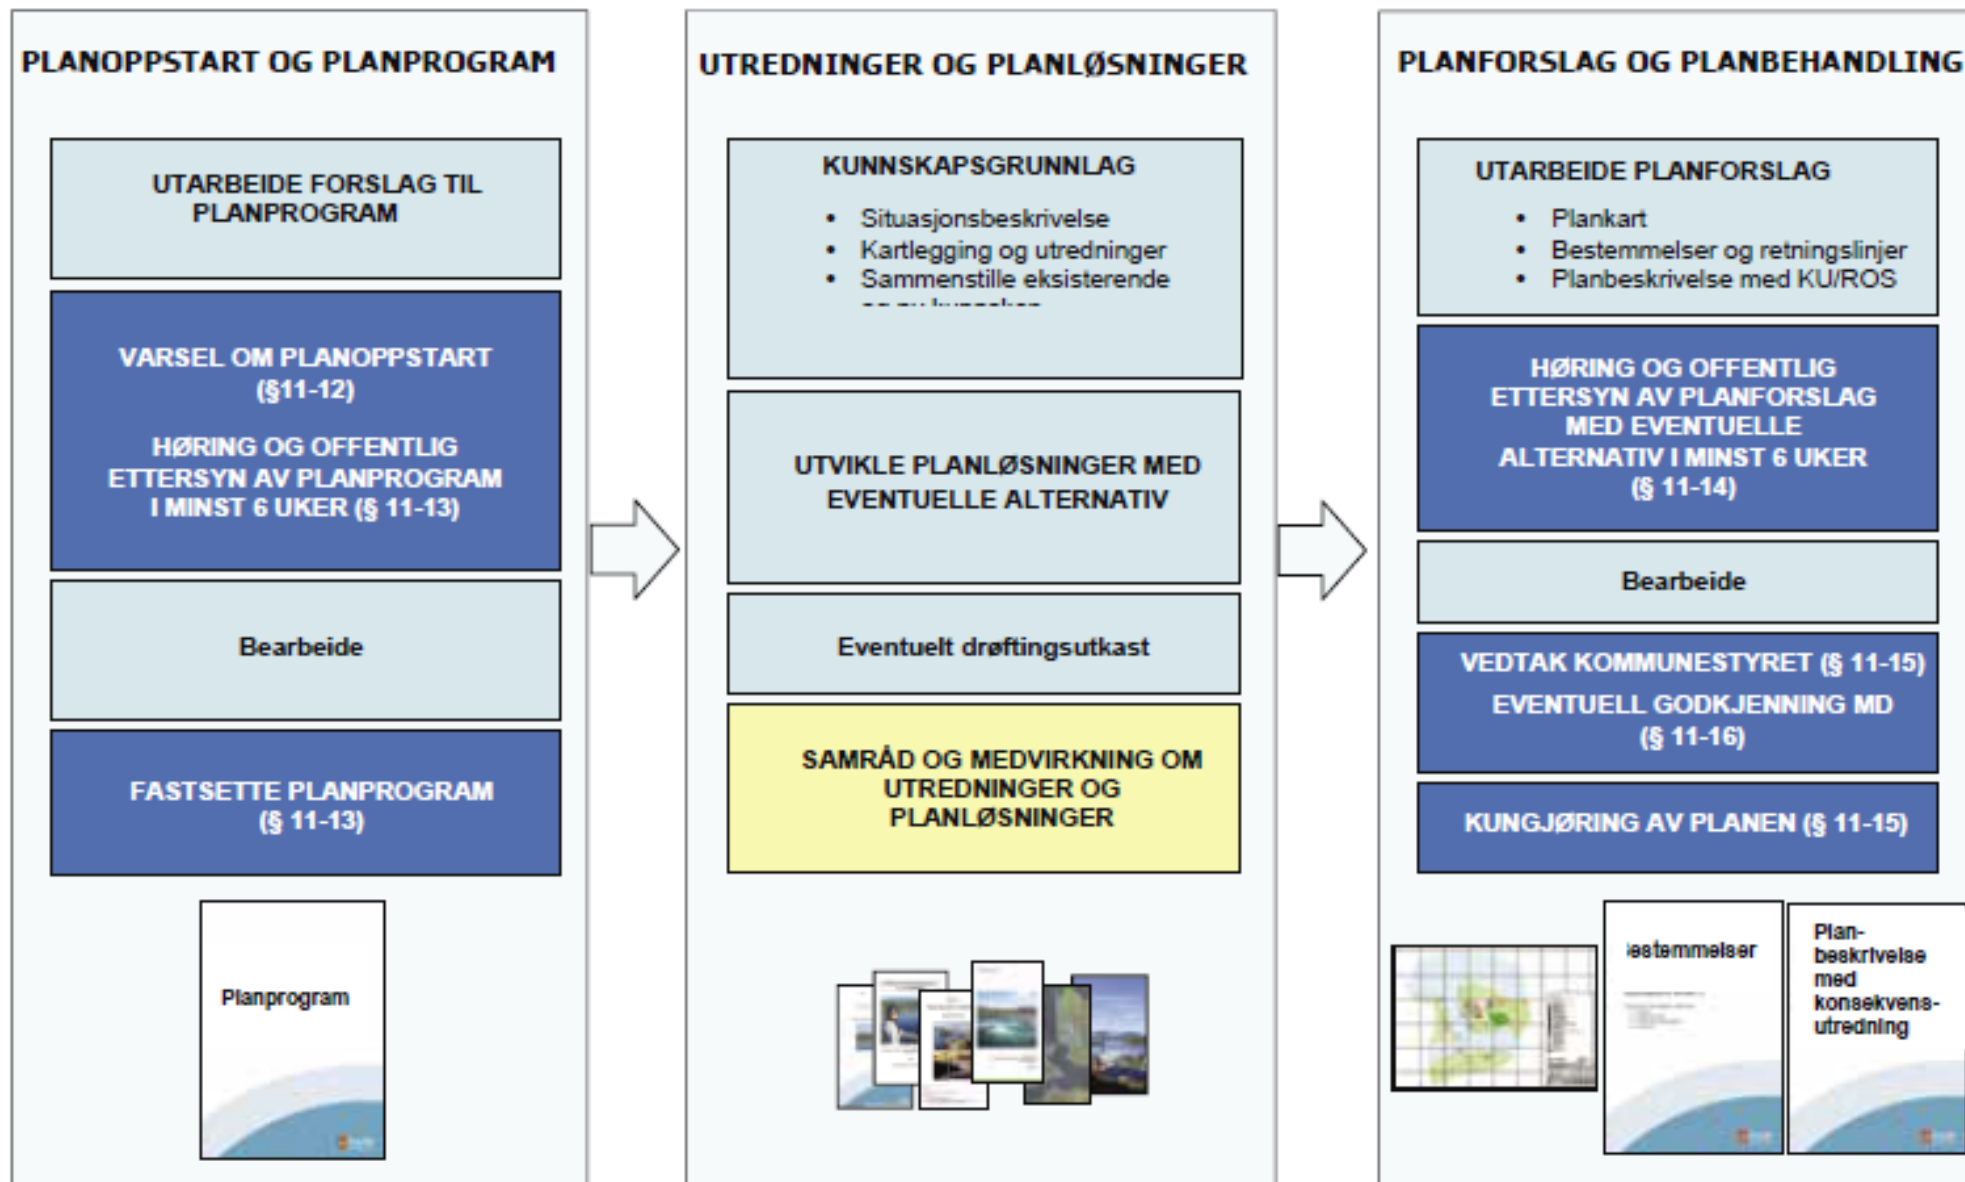 PLANOPPSTART OG PLANPROGRAM
UTARBEIDE FORSLAG TIL
PLANPROGRAM
VARSEL OM PLANOPPSTART
(§11-12)
HØRING OG OFFENTLIG
ETTERSYN AV PLANPROGRAM
I MINST 6 UKER (§ 11-13)
Bearbeide
FASTSETTE PLANPROGRAM
(§ 11-13)
Planprogram
UTREDNINGER OG PLANLØSNINGER
KUNNSKAPSGRUNNLAG
• Situasjonsbeskrivelse
• Kartlegging og utredninger
• Sammenstille eksisterende
UTVIKLE PLANLØSNINGER MED
EVENTUELLE ALTERNATIV
Eventuelt drøftingsutkast
SAMRÅD OG MEDVIRKNING OM
UTREDNINGER OG
PLANLØSNINGER
PLANFORSLAG OG PLANBEHANDLING
UTARBEIDE PLANFORSLAG
• Plankart
• Bestemmelser og retningslinjer
• Planbeskrivelse med KU/ROS
HØRING OG OFFENTLIG
ETTERSYN AV PLANFORSLAG
MED EVENTUELLE
ALTERNATIV I MINST 6 UKER
(§ 11-14)
Bearbeide
VEDTAK KOMMUNESTYRET (§ 11-15)
EVENTUELL GODKJENNING MD
(§ 11-16)
KUNGJØRING AV PLANEN (§ 11-15)
estemmelser
Plan-
beskrivelse
med
konsekvens-
utredning